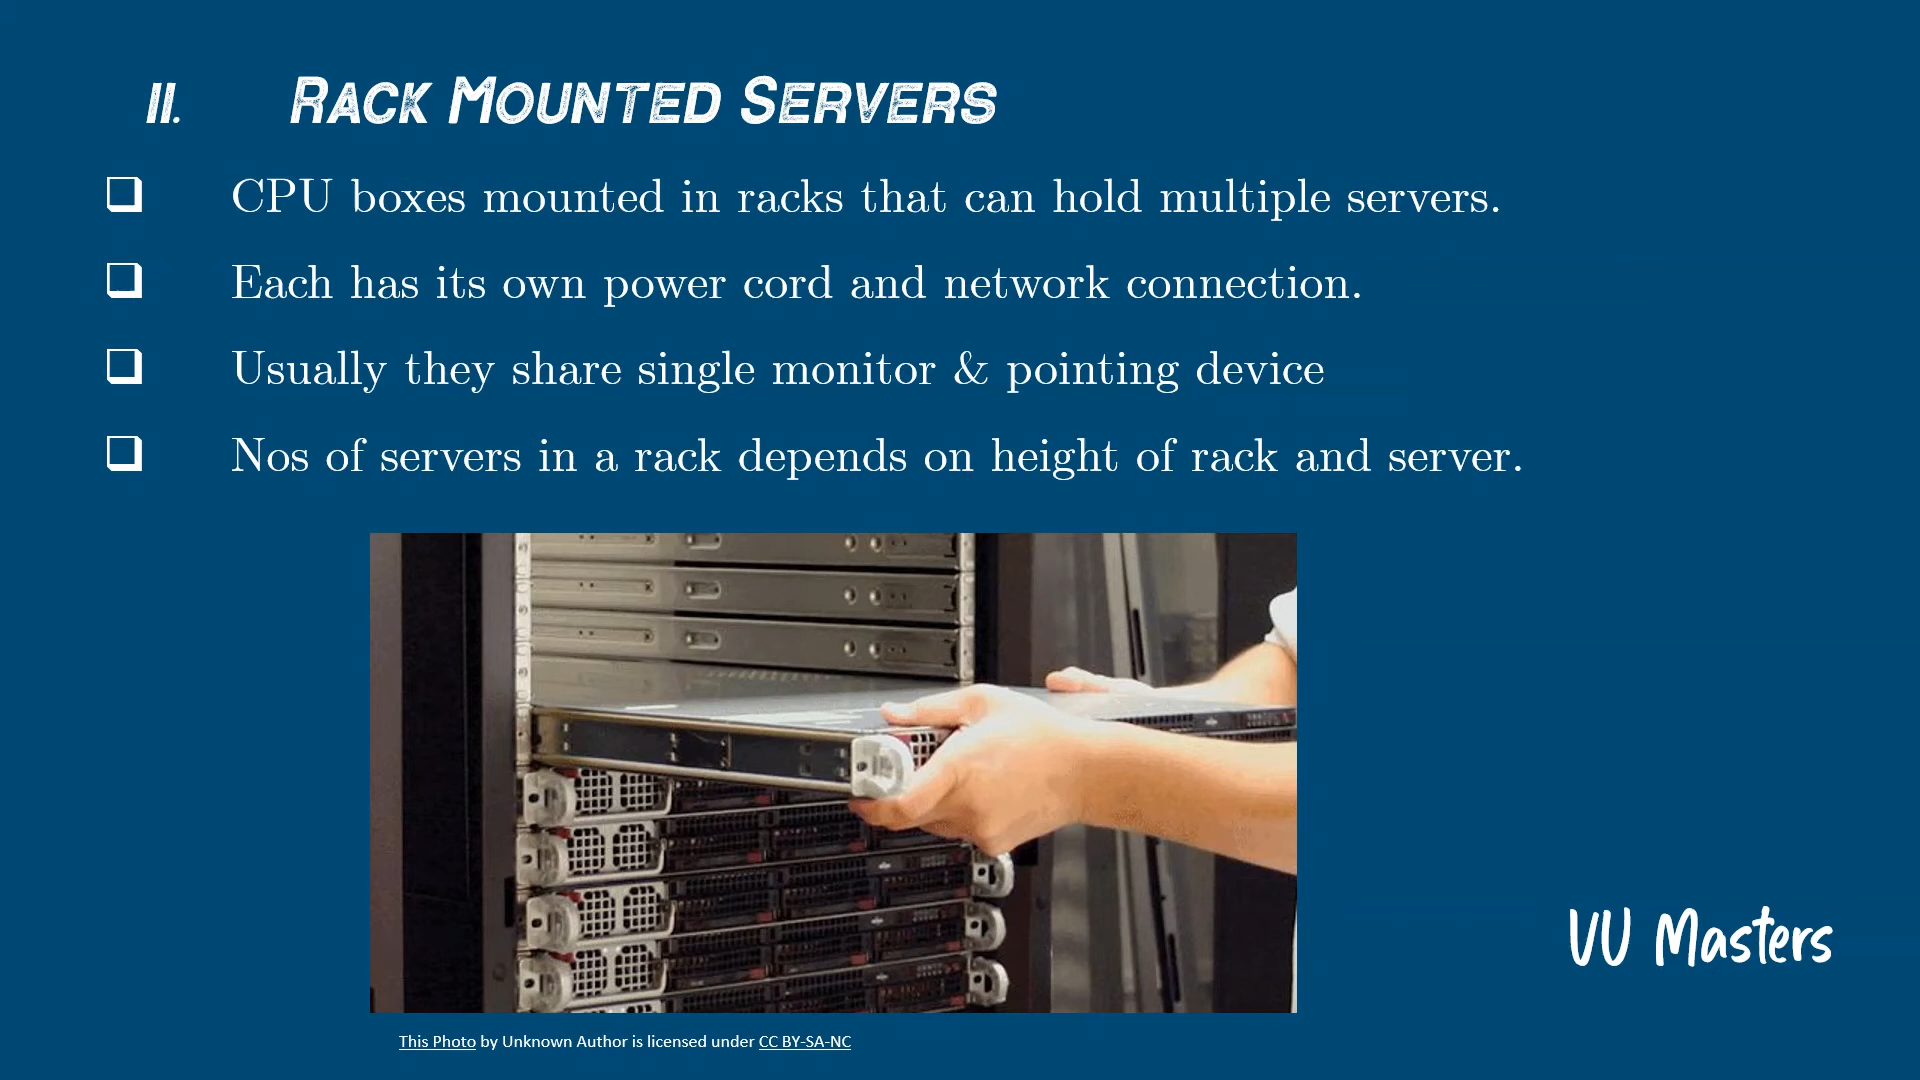 II. RACK MOUNTED SERVERS
CPU boxes mounted in racks that can hold multiple servers.
Each has its own power cord and network connection.
Usually they share single monitor & pointing device
Nos of servers in a rack depends on height of rack and server.
VU Masters
This Photo by Unknown Author is licensed under CC BY-SA-NC